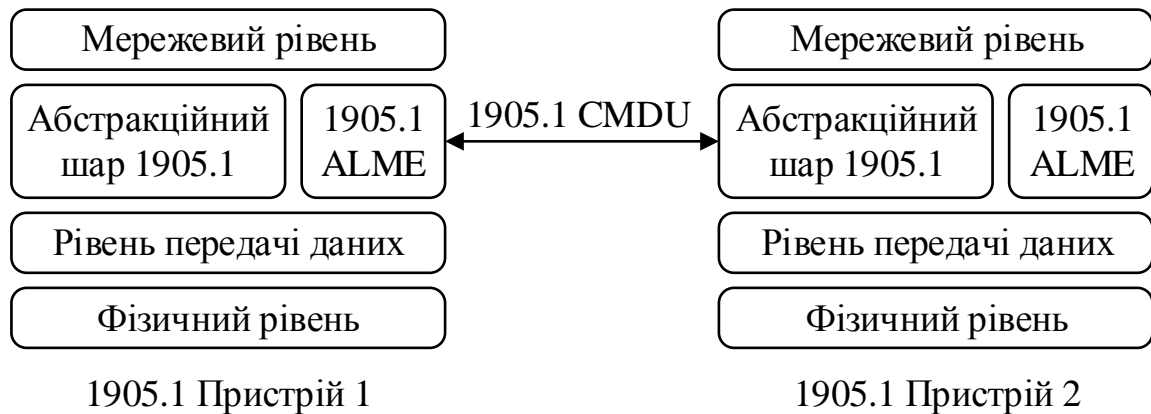 Мережевий рівень
Абстракційний
шар 1905.1
1905.1
ALME
Рівень передачі даних
Фізичний рівень
1905.1 Пристрій 1
1905.1 CMDU
Мережевий рівень
Абстракційний
шар 1905.1
1905.1
ALME
Рівень передачі даних
Фізичний рівень
1905.1 Пристрій 2